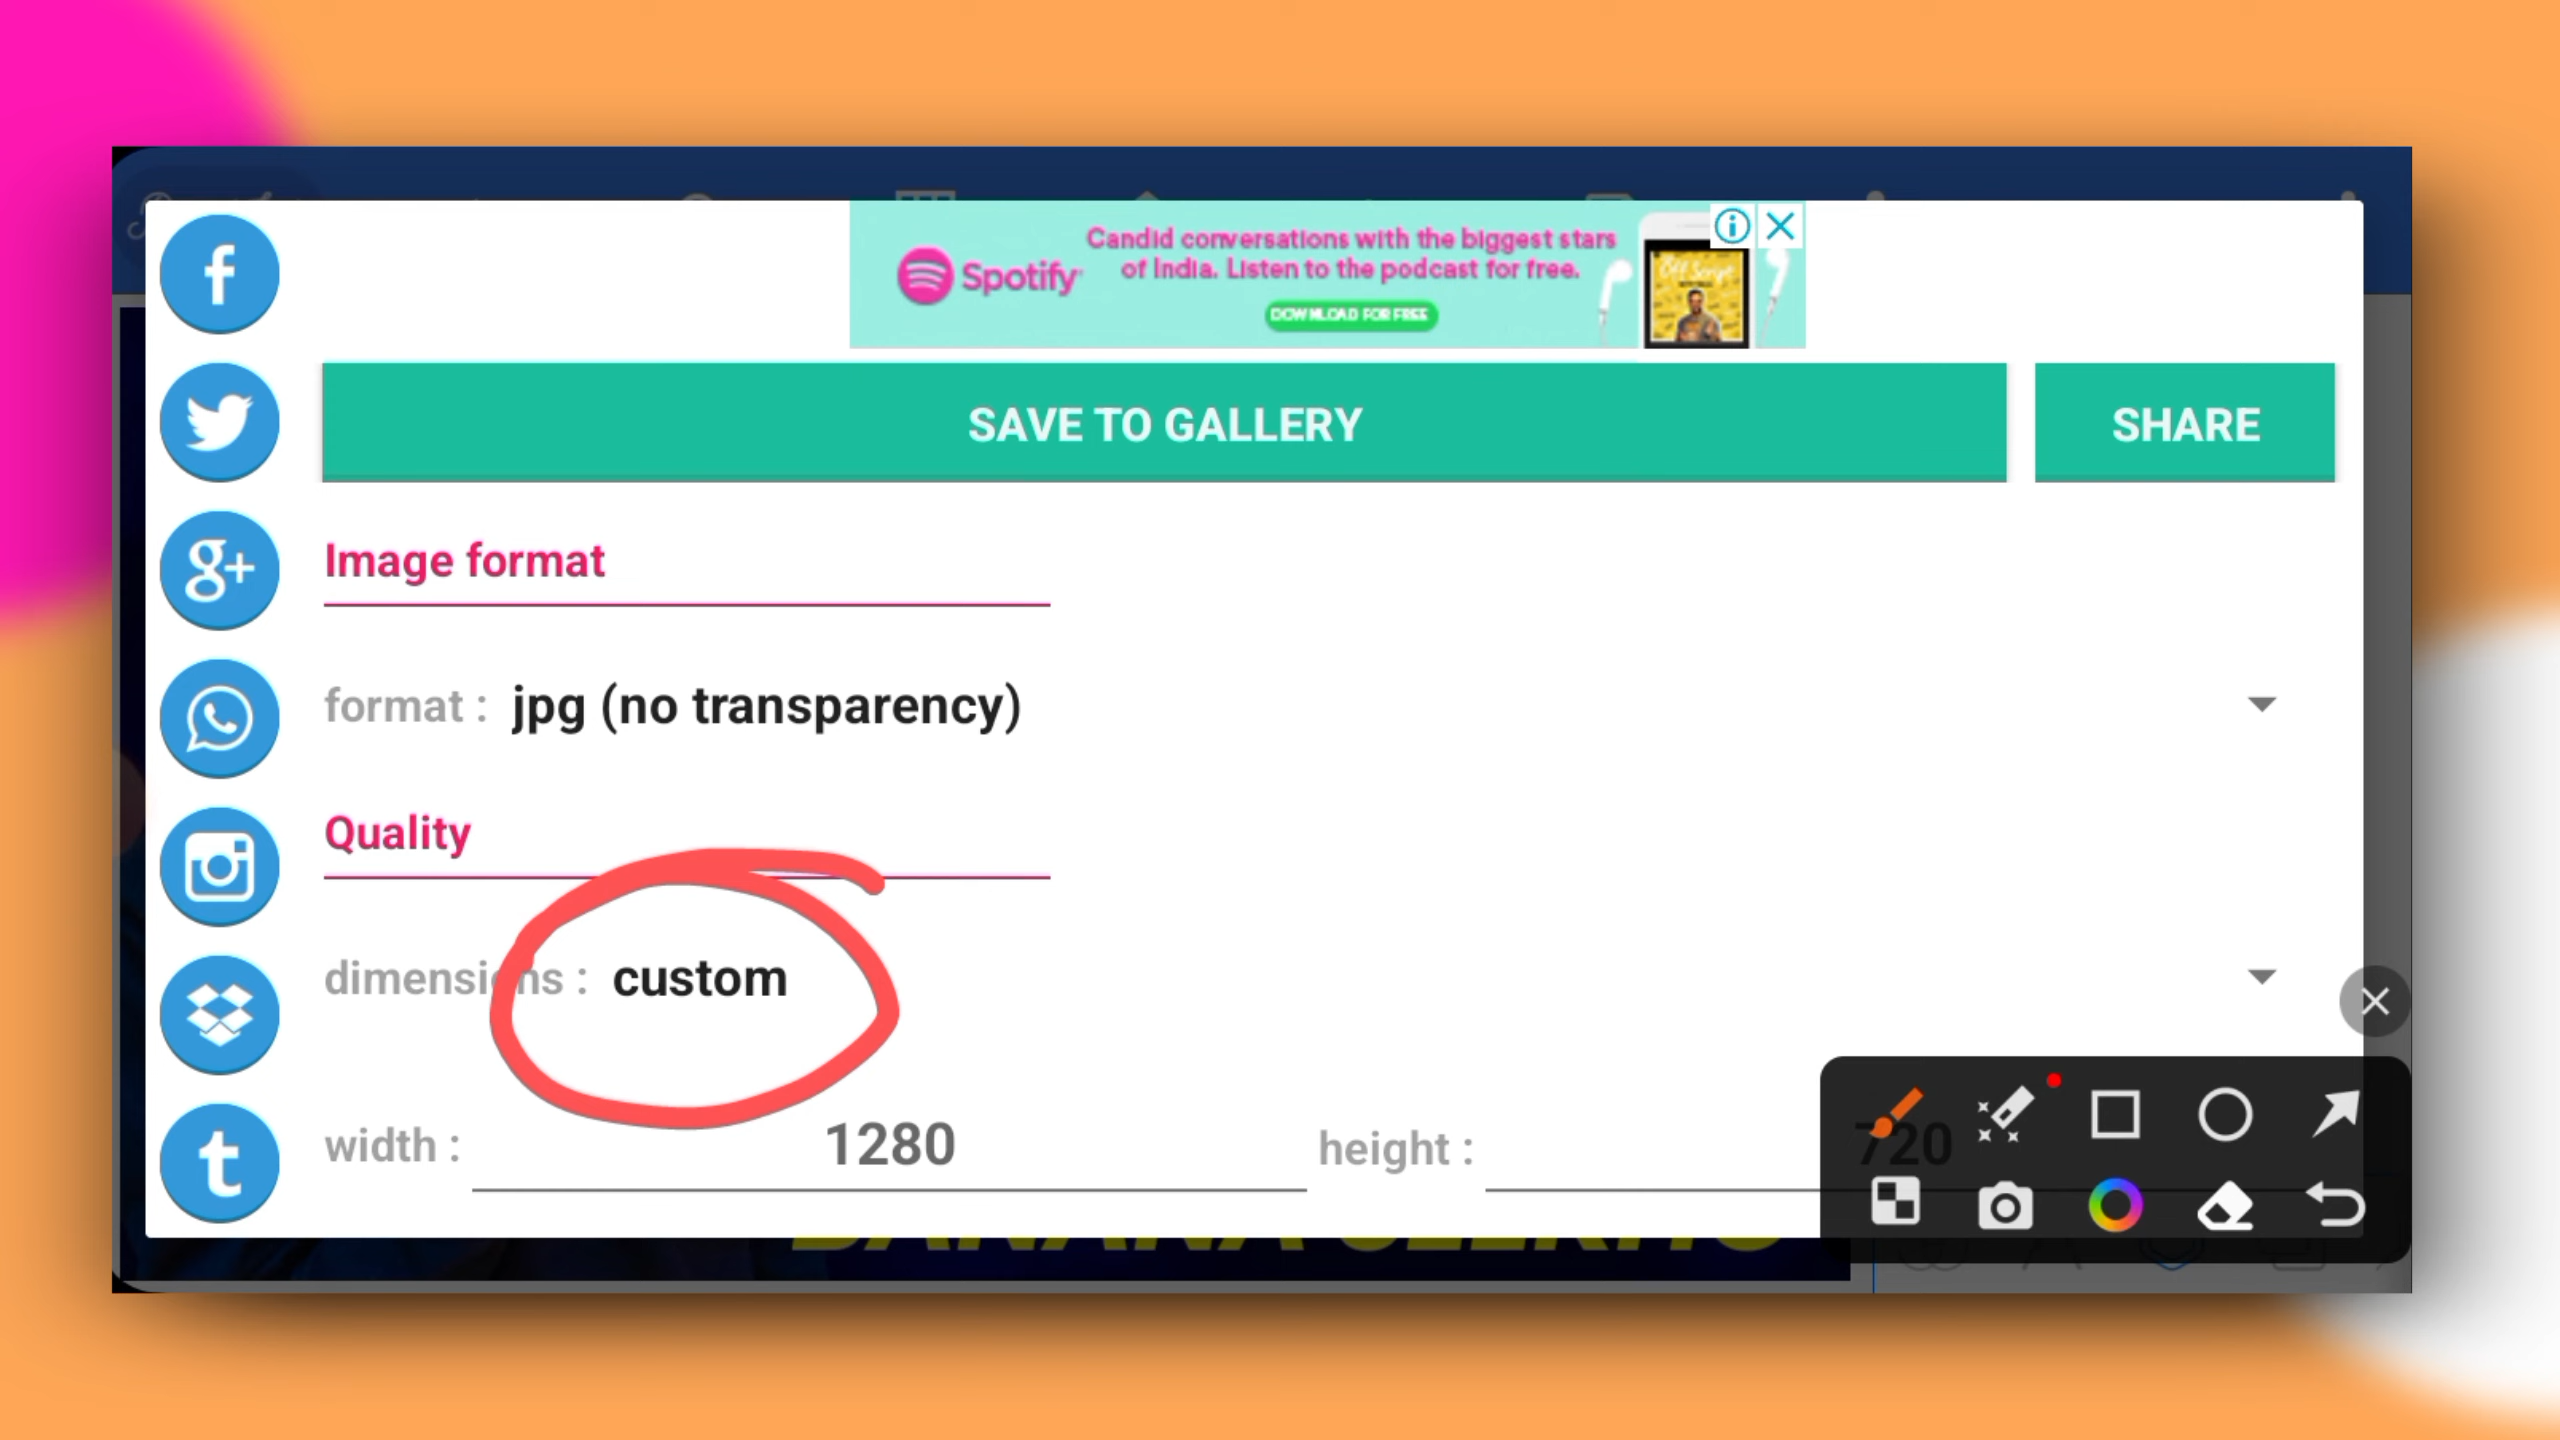 Candid conversations with the biggest stars
of India. Listen to the podcast for free.
Spotify
DOWNLOAD FOR FREE
SAVE TO GALLERY
SHARE
Image format
format : jpg (no transparency)
Quality
dimensions : custom
width : 1280
height : 720